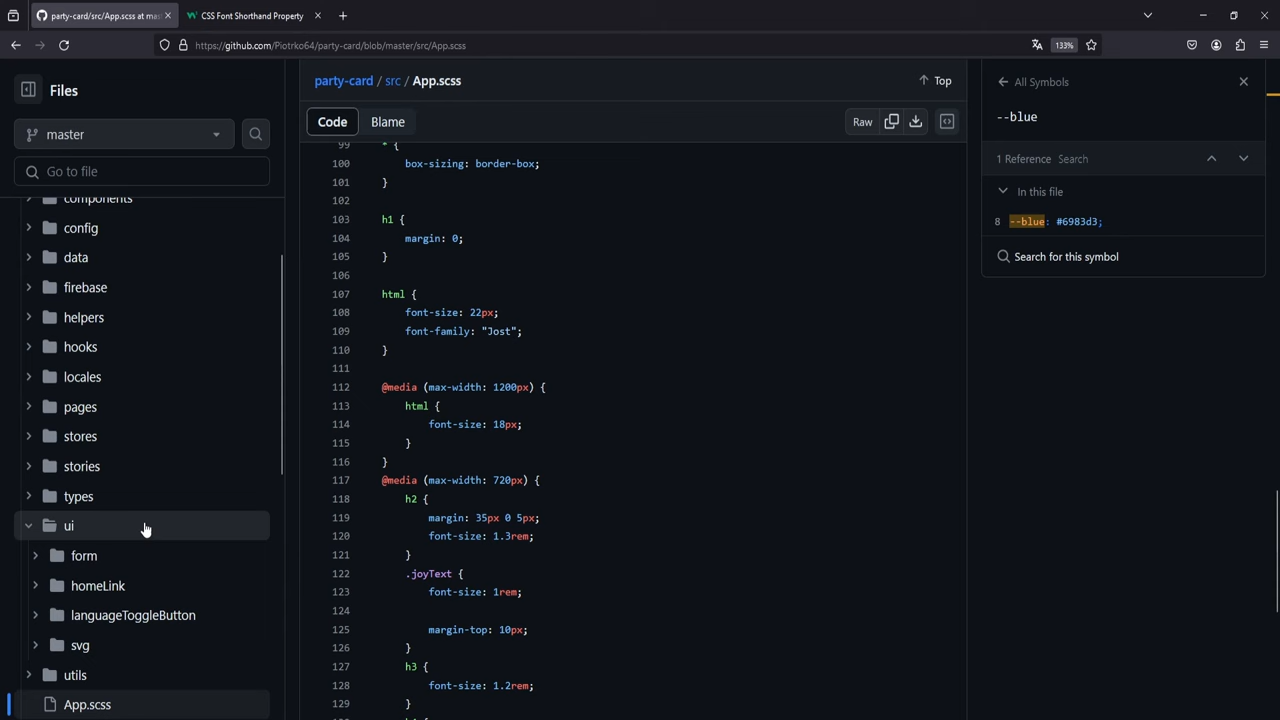 party-card/src/App.scss at mas
CSS Font Shorthand Property
https://github.com/Piotrko64/party-card/blob/master/src/App.scss
133%
Files
master
Go to file
components
config
data
firebase
helpers
hooks
locales
pages
stores
stories
types
ui
form
homeLink
languageToggleButton
svg
utils
App.scss
party-card / src / App.scss
Top
Code
Blame
Raw
99 * {
100 box-sizing: border-box;
101 }
102
103 h1 {
104 margin: 0;
105 }
106
107 html {
108 font-size: 22px;
109 font-family: "Jost";
110 }
111
112 @media (max-width: 1200px) {
113 html {
114 font-size: 18px;
115 }
116 }
117 @media (max-width: 720px) {
118 h2 {
119 margin: 35px 0 5px;
120 font-size: 1.3rem;
121 }
122 .joyText {
123 font-size: 1rem;
124
125 margin-top: 10px;
126 }
127 h3 {
128 font-size: 1.2rem;
129 }
All Symbols
--blue
1 Reference Search
In this file
8 --blue: #6983d3;
Search for this symbol